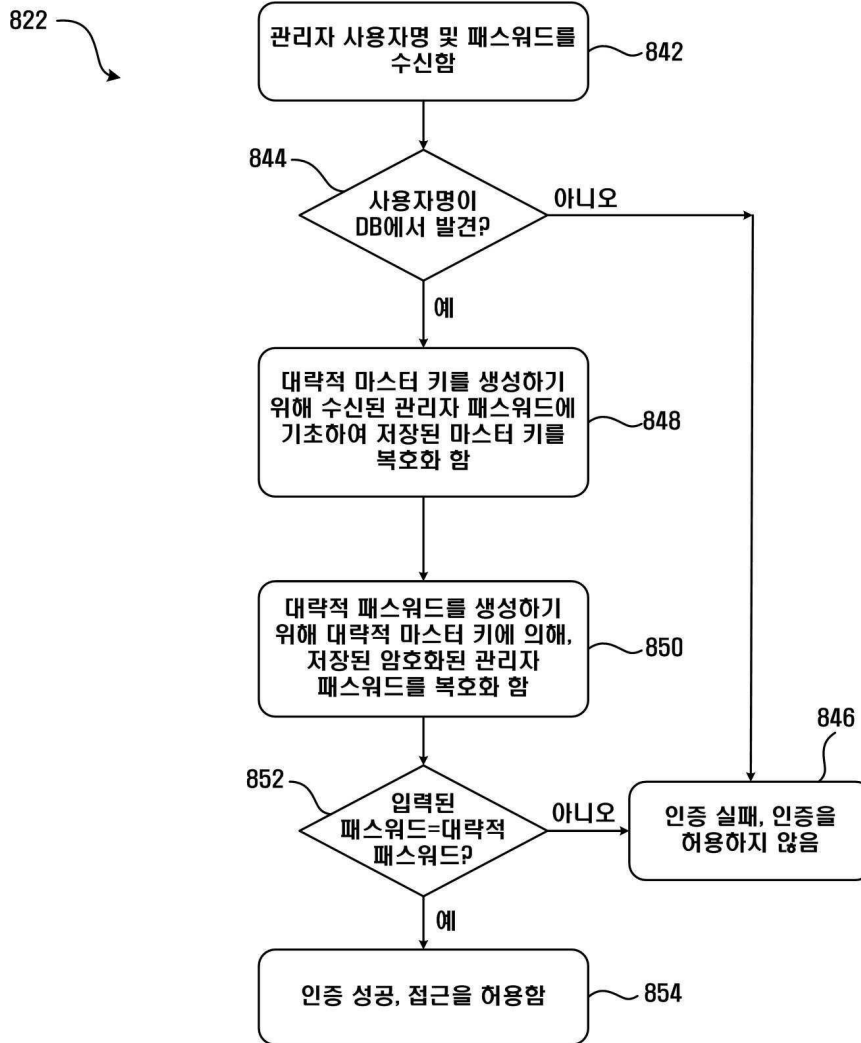 822
관리자 사용자명 및 패스워드를
수신함
842
844
사용자명이
DB에서 발견?
아니오
예
대략적 마스터 키를 생성하기
위해 수신된 관리자 패스워드에
기초하여 저장된 마스터 키를
복호화 함
848
대략적 패스워드를 생성하기
위해 대략적 마스터 키에 의해,
저장된 암호화된 관리자
패스워드를 복호화 함
850
852
입력된
패스워드=대략적
패스워드?
아니오
846
인증 실패, 인증을
허용하지 않음
예
인증 성공, 접근을 허용함
854